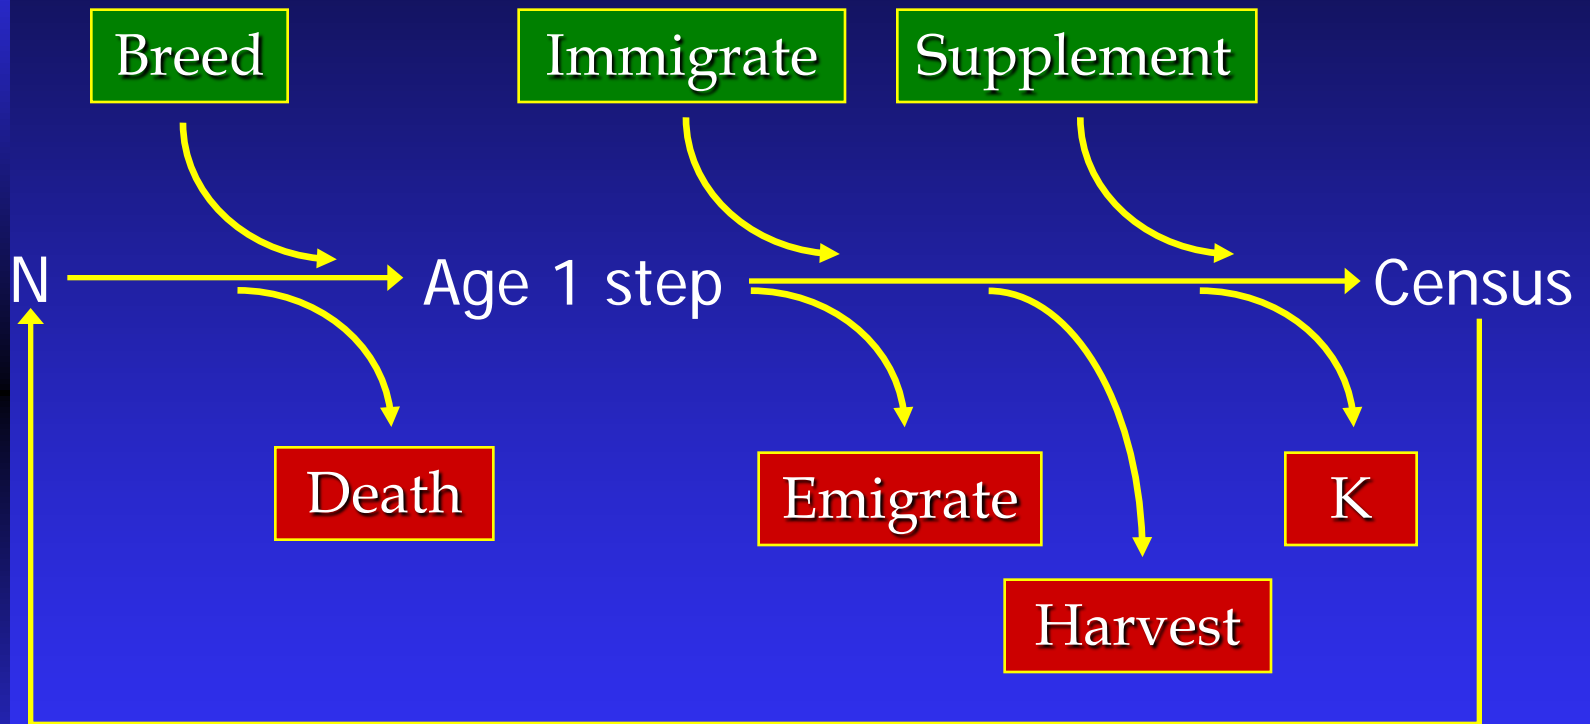 Breed
Immigrate
Supplement
N
Age 1 step
Census
Death
Emigrate
K
Harvest